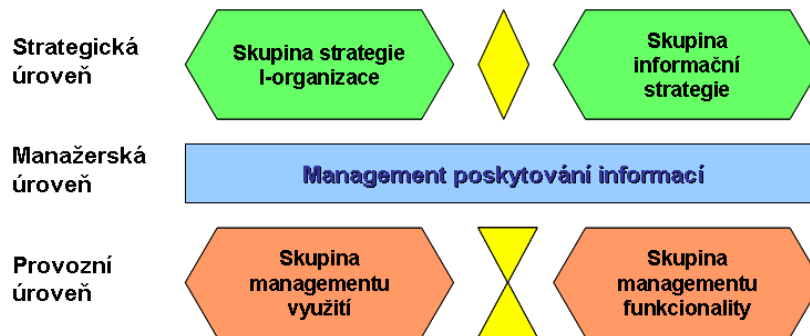 Strategická
úroveň
Skupina strategie
I-organizace
Skupina
informační
strategie
Manažerská
úroveň
Management poskytování informací
Provozní
úroveň
Skupina
managementu
využití
Skupina
managementu
funkcionality